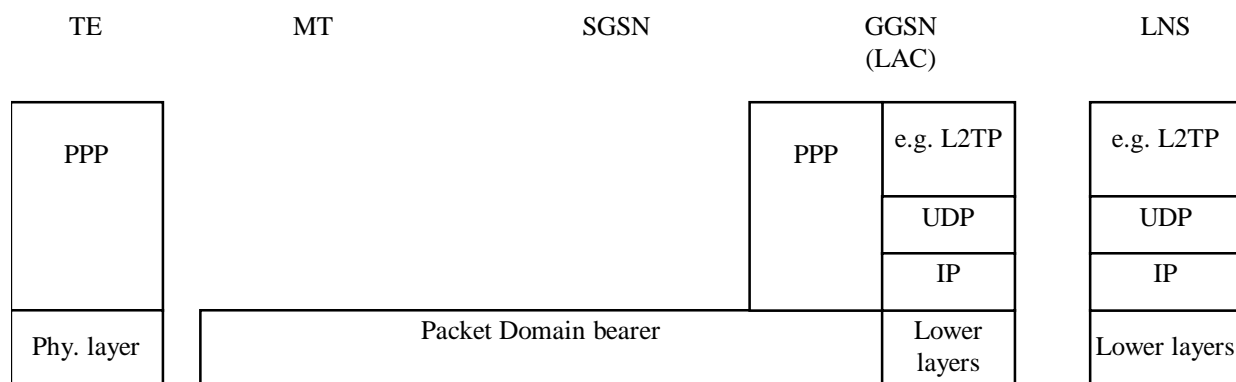 TE MT SGSN GGSN LNS
(LAC)
PPP PPP e.g. L2TP e.g. L2TP
UDP UDP
IP IP
Phy. layer Packet Domain bearer Lower layers Lower layers